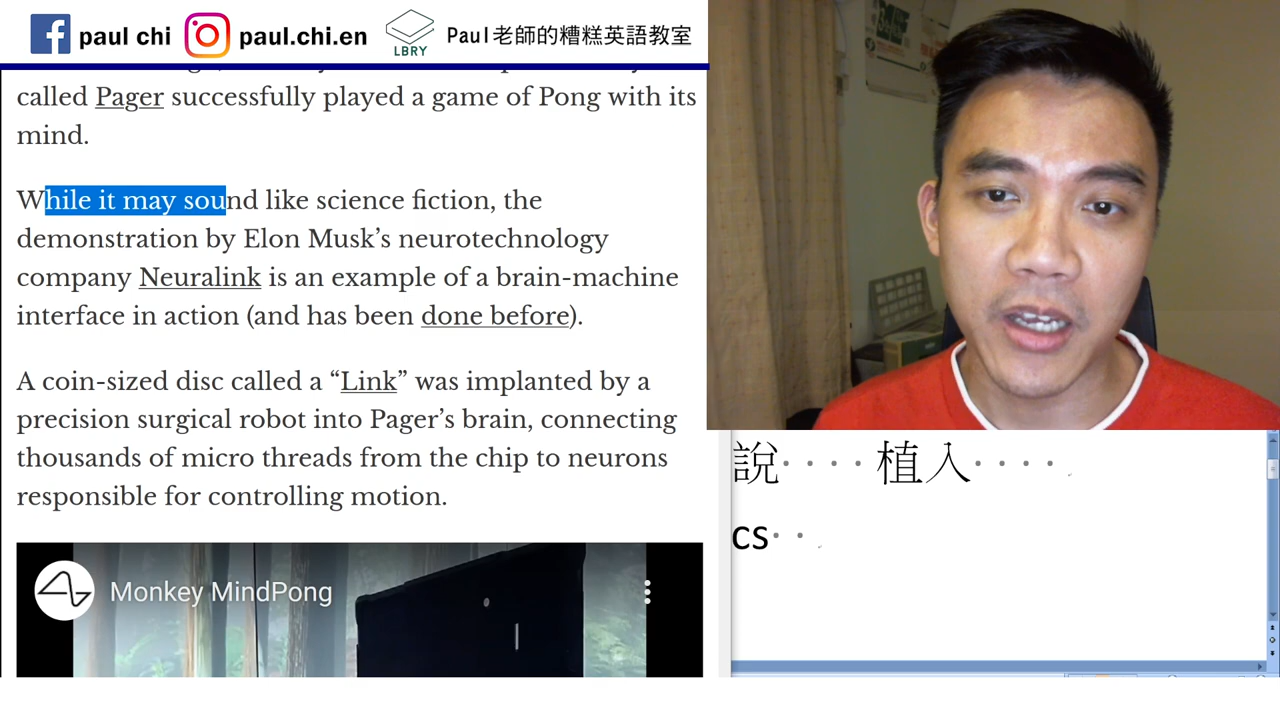 paul chi
paul.chi.en
LBRY
Paul老師的糟糕英語教室
called Pager successfully played a game of Pong with its
mind.
While it may sound like science fiction, the
demonstration by Elon Musk’s neurotechnology
company Neuralink is an example of a brain-machine
interface in action (and has been done before).
A coin-sized disc called a “Link” was implanted by a
precision surgical robot into Pager’s brain, connecting
thousands of micro threads from the chip to neurons
responsible for controlling motion.
Monkey MindPong
說···· 植入····
cs··